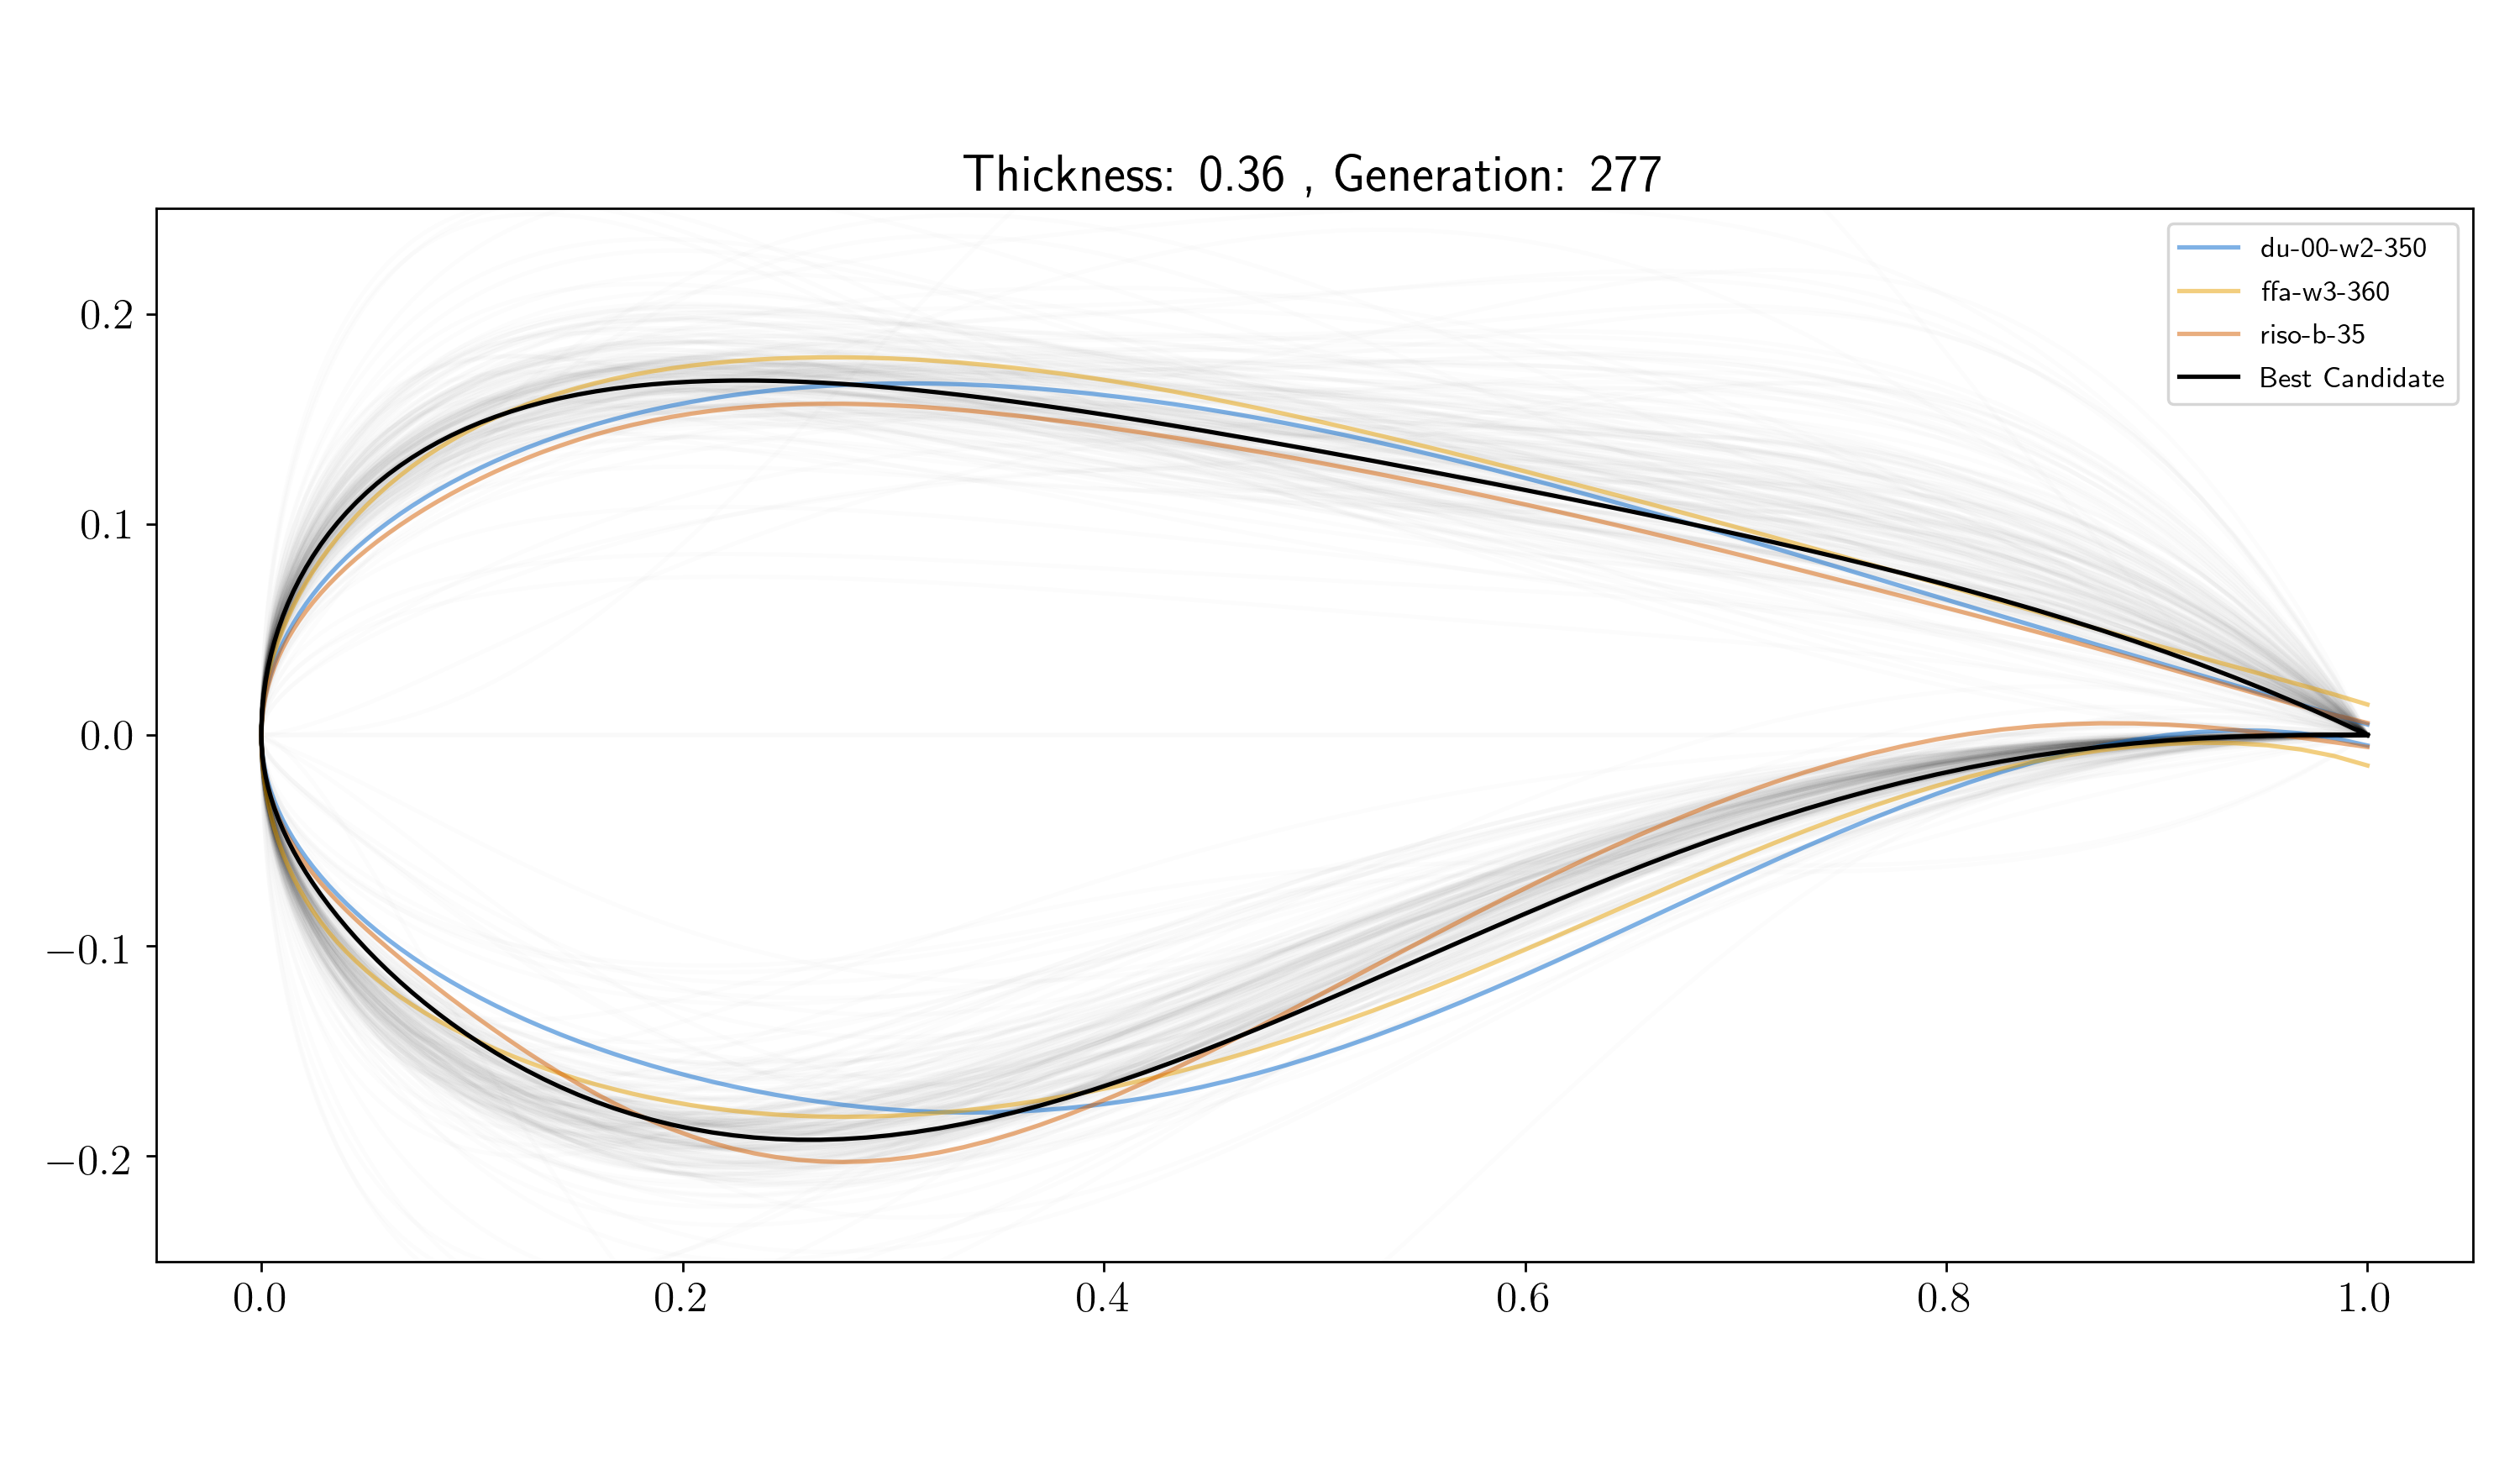 Thickness: 0.36 , Generation: 277
du-00-w2-350
ffa-w3-360
riso-b-35
Best Candidate
0.2
0.1
0.0
−0.1
−0.2
0.0 0.2 0.4 0.6 0.8 1.0